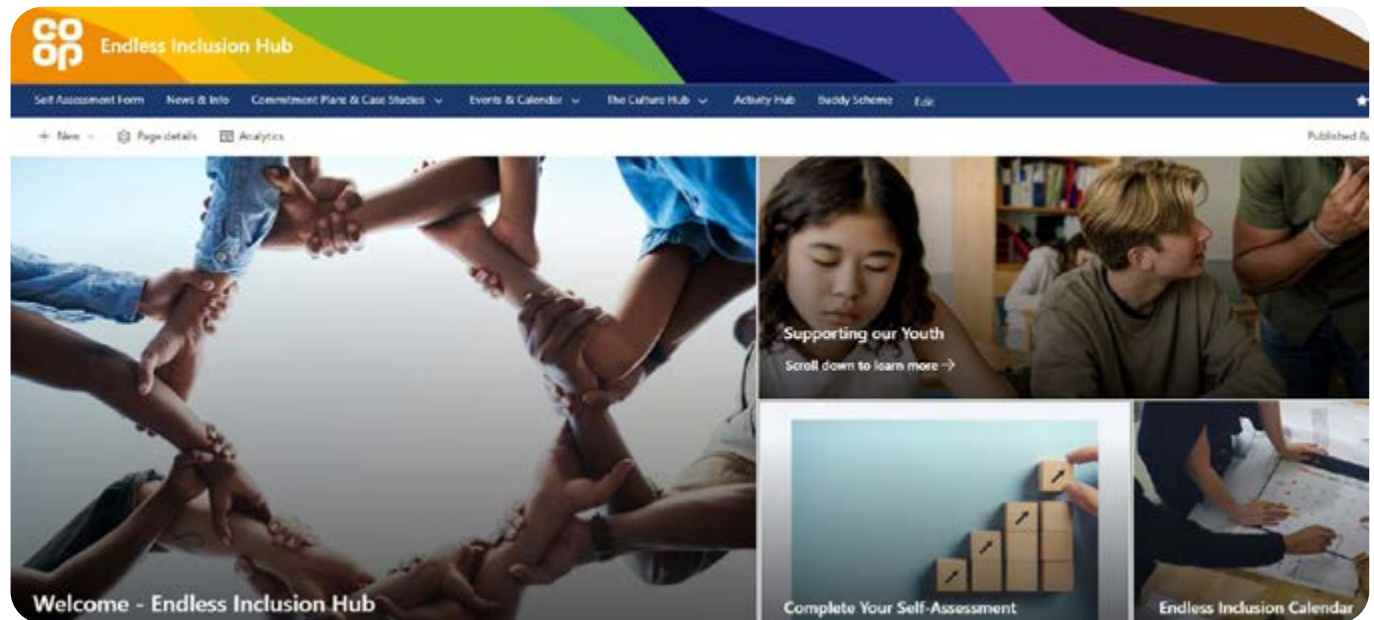 CO
OP
Endless Inclusion Hub
Self Assessment Form News & Info Commitment Plans & Case Studies Events & Calendar The Culture Hub Activity Hub Buddy Scheme Edit
+ New Page details Analytics
Published
Supporting our Youth
Scroll down to learn more →
Welcome - Endless Inclusion Hub
Complete Your Self-Assessment
Endless Inclusion Calendar